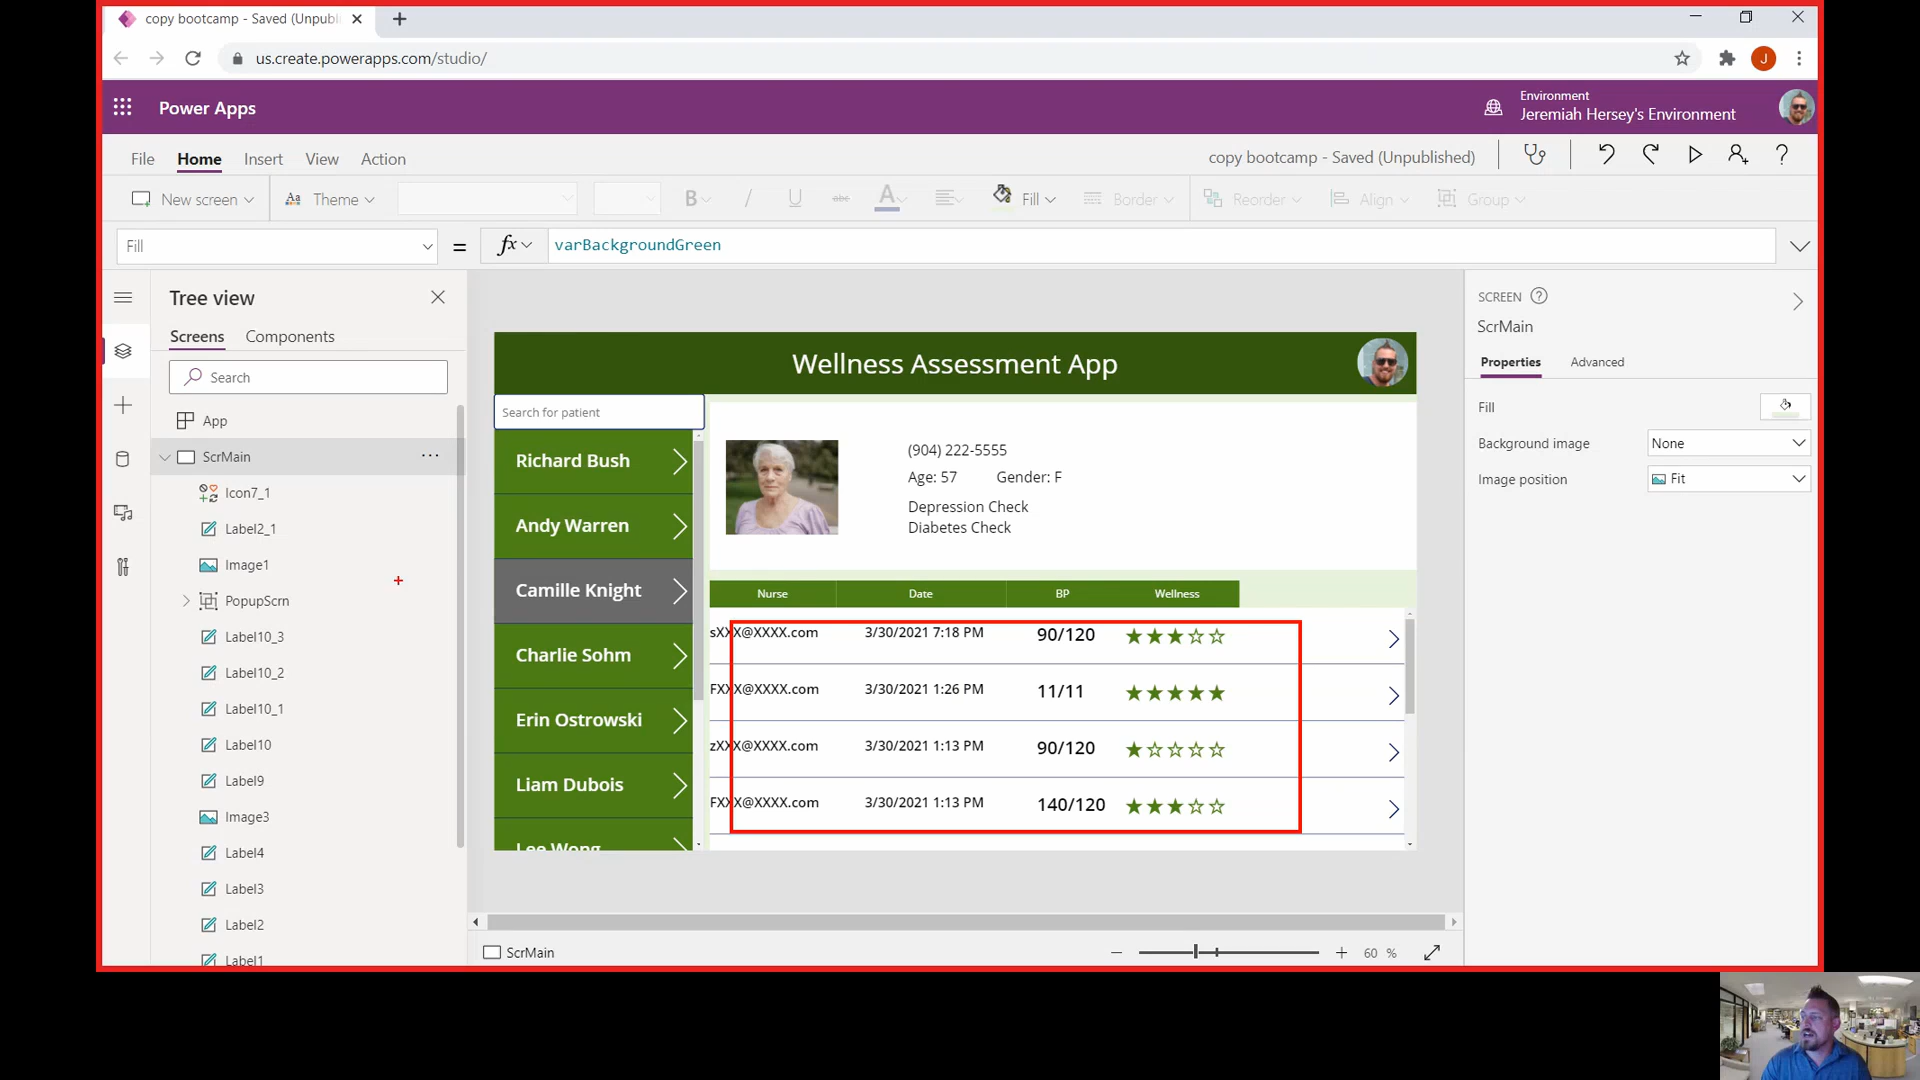 copy bootcamp - Saved (Unpubli
us.create.powerapps.com/studio/
J
Power Apps
Environment
Jeremiah Hersey's Environment
File Home Insert View Action
copy bootcamp - Saved (Unpublished)
New screen Theme B / U abc A Fill Border Reorder Align Group
Fill = fx varBackgroundGreen
Tree view
Screens Components
Search
App
ScrMain
Icon7_1
Label2_1
Image1
PopupScrn
Label10_3
Label10_2
Label10_1
Label10
Label9
Image3
Label4
Label3
Label2
Label1
Wellness Assessment App
Search for patient
Richard Bush
Andy Warren
Camille Knight
Charlie Sohm
Erin Ostrowski
Liam Dubois
Lee Wong
(904) 222-5555
Age: 57 Gender: F
Depression Check
Diabetes Check
Nurse Date BP Wellness
sXXX@XXXX.com 3/30/2021 7:18 PM 90/120
FXXX@XXXX.com 3/30/2021 1:26 PM 11/11
zXXX@XXXX.com 3/30/2021 1:13 PM 90/120
FXXX@XXXX.com 3/30/2021 1:13 PM 140/120
ScrMain
60 %
SCREEN
ScrMain
Properties Advanced
Fill
Background image None
Image position Fit